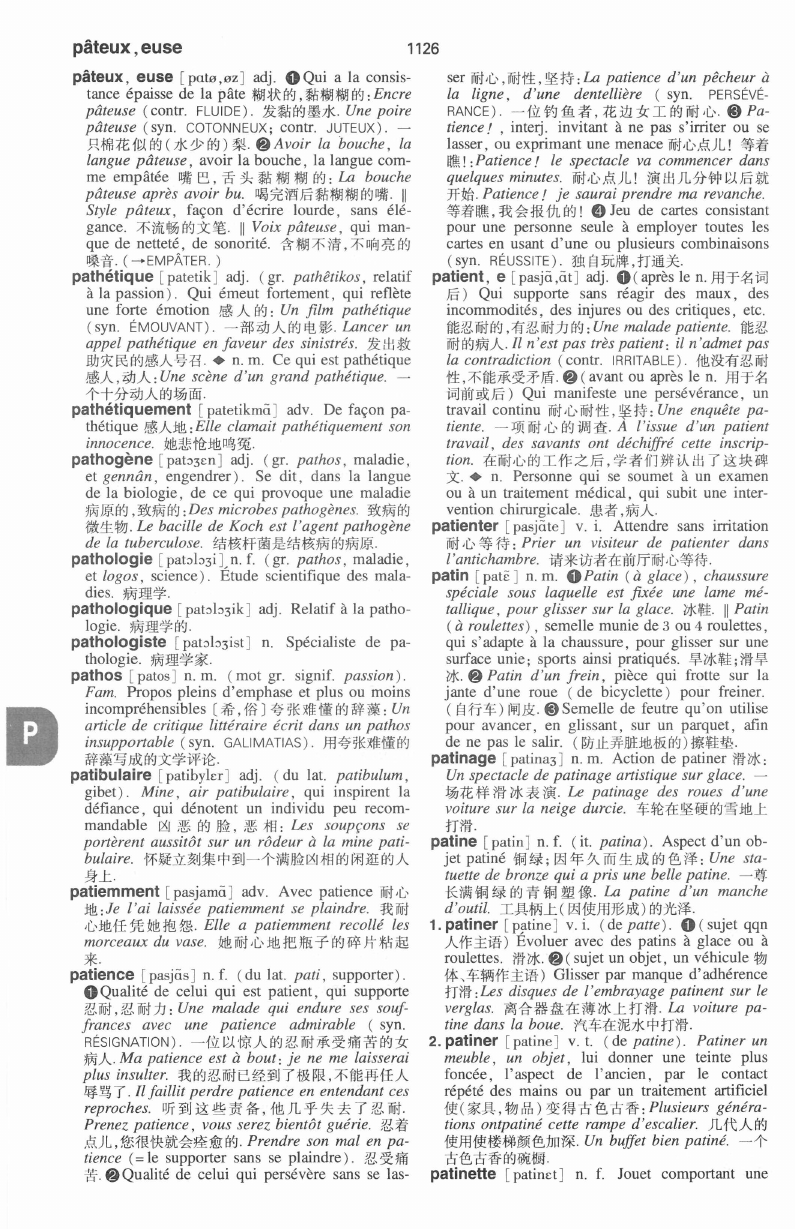 pâteux, euse
1126
pâteux, euse [patø,øz] adj. ❶Qui a la consis-
tance épaisse de la pâte 糊状的,黏糊糊的:Encre
pâteuse (contr. FLUIDE). 发黏的墨水. Une poire
pâteuse (syn. COTONNEUX; contr. JUTEUX). 一
只棉花似的(水少的)梨. ❷Avoir la bouche, la
langue pâteuse, avoir la bouche, la langue com-
me empâtée 嘴巴,舌头黏糊糊的: La bouche
pâteuse après avoir bu. 喝完酒后黏糊糊的嘴. ‖
Style pâteux, façon d'écrire lourde, sans élé-
gance. 不流畅的文笔. ‖ Voix pâteuse, qui man-
que de netteté, de sonorité. 含糊不清,不响亮的
嗓音. (→EMPÂTER. )
pathétique [patetik] adj. (gr. pathêtikos, relatif
à la passion). Qui émeut fortement, qui reflète
une forte émotion 感人的: Un film pathétique
(syn. ÉMOUVANT). 一部动人的电影. Lancer un
appel pathétique en faveur des sinistrés. 发出救
助灾民的感人号召. ◆ n. m. Ce qui est pathétique
感人,动人:Une scène d'un grand pathétique. 一
个十分动人的场面.
pathétiquement [patetikmɑ̃] adv. De façon pa-
thétique 感人地:Elle clamait pathétiquement son
innocence. 她悲怆地鸣冤.
pathogène [patɔʒɛn] adj. (gr. pathos, maladie,
et gennân, engendrer). Se dit, dans la langue
de la biologie, de ce qui provoque une maladie
病原的,致病的:Des microbes pathogènes. 致病的
微生物. Le bacille de Koch est l'agent pathogène
de la tuberculose. 结核杆菌是结核病的病原.
pathologie [patɔlɔʒi] n. f. (gr. pathos, maladie,
et logos, science). Étude scientifique des mala-
dies. 病理学.
pathologique [patɔlɔʒik] adj. Relatif à la patho-
logie. 病理学的.
pathologiste [patɔlɔʒist] n. Spécialiste de pa-
thologie. 病理学家.
pathos [patos] n. m. (mot gr. signif. passion).
Fam. Propos pleins d'emphase et plus ou moins
incompréhensibles [希,俗]夸张难懂的辞藻:Un
article de critique littéraire écrit dans un pathos
insupportable (syn. GALIMATIAS). 用夸张难懂的
辞藻写成的文学评论.
patibulaire [patibylɛr] adj. (du lat. patibulum,
gibet). Mine, air patibulaire, qui inspirent la
défiance, qui dénotent un individu peu recom-
mandable 凶恶的脸,恶相: Les soupçons se
portèrent aussitôt sur un rôdeur à la mine pati-
bulaire. 怀疑立刻集中到一个满脸凶相的闲逛的人
身上.
patiemment [pasjamɑ̃] adv. Avec patience 耐心
地:Je l'ai laissée patiemment se plaindre. 我耐
心地任凭她抱怨. Elle a patiemment recollé les
morceaux du vase. 她耐心地把瓶子的碎片粘起
来.
patience [pasjɑ̃s] n. f. (du lat. pati, supporter).
❶Qualité de celui qui est patient, qui supporte
忍耐,忍耐力: Une malade qui endure ses souf-
frances avec une patience admirable (syn.
RÉSIGNATION). 一位以惊人的忍耐承受痛苦的女
病人. Ma patience est à bout: je ne me laisserai
plus insulter. 我的忍耐已经到了极限,不能再任人
辱骂了. Il faillit perdre patience en entendant ces
reproches. 听到这些责备,他几乎失去了忍耐.
Prenez patience, vous serez bientôt guérie. 忍着
点儿,您很快就会痊愈的. Prendre son mal en pa-
tience (=le supporter sans se plaindre). 忍受痛
苦. ❷Qualité de celui qui persévère sans se las-
ser 耐心,耐性,坚持:La patience d'un pêcheur à
la ligne, d'une dentellière ( syn. PERSÉVÉ-
RANCE). 一位钓鱼者,花边女工的耐心. ❸ Pa-
tience! , interj. invitant à ne pas s'irriter ou se
lasser, ou exprimant une menace 耐心点儿! 等着
瞧!:Patience! le spectacle va commencer dans
quelques minutes. 耐心点儿! 演出几分钟以后就
开始. Patience! je saurai prendre ma revanche.
等着瞧,我会报仇的! ❹Jeu de cartes consistant
pour une personne seule à employer toutes les
cartes en usant d'une ou plusieurs combinaisons
(syn. RÉUSSITE). 独自玩牌,打通关.
patient, e [pasjɑ̃,ɑ̃t] adj. ❶(après le n. 用于名词
后) Qui supporte sans réagir des maux, des
incommodités, des injures ou des critiques, etc.
能忍耐的,有忍耐力的:Une malade patiente. 能忍
耐的病人. Il n'est pas très patient: il n'admet pas
la contradiction (contr. IRRITABLE). 他没有忍耐
性,不能承受矛盾. ❷(avant ou après le n. 用于名
词前或后) Qui manifeste une persévérance, un
travail continu 耐心耐性,坚持:Une enquête pa-
tiente. 一项耐心的调查. À l'issue d'un patient
travail, des savants ont déchiffré cette inscrip-
tion. 在耐心的工作之后,学者们辨认出了这块碑
文. ◆ n. Personne qui se soumet à un examen
ou à un traitement médical, qui subit une inter-
vention chirurgicale. 患者,病人.
patienter [pasjɑ̃te] v. i. Attendre sans irritation
耐心等待: Prier un visiteur de patienter dans
l'antichambre. 请来访者在前厅耐心等待.
patin [patɛ̃] n. m. ❶Patin (à glace), chaussure
spéciale sous laquelle est fixée une lame mé-
tallique, pour glisser sur la glace. 冰鞋. ‖ Patin
(à roulettes), semelle munie de 3 ou 4 roulettes,
qui s'adapte à la chaussure, pour glisser sur une
surface unie; sports ainsi pratiqués. 旱冰鞋;滑旱
冰. ❷ Patin d'un frein, pièce qui frotte sur la
jante d'une roue (de bicyclette) pour freiner.
(自行车)闸皮. ❸Semelle de feutre qu'on utilise
pour avancer, en glissant, sur un parquet, afin
de ne pas le salir. (防止弄脏地板的)擦鞋垫.
patinage [patinaʒ] n. m. Action de patiner 滑冰:
Un spectacle de patinage artistique sur glace. 一
场花样滑冰表演. Le patinage des roues d'une
voiture sur la neige durcie. 车轮在坚硬的雪地上
打滑.
patine [patin] n. f. (it. patina). Aspect d'un ob-
jet patiné 铜绿;因年久而生成的色泽: Une sta-
tuette de bronze qui a pris une belle patine. 一尊
长满铜绿的青铜塑像. La patine d'un manche
d'outil. 工具柄上(因使用形成)的光泽.
1. patiner [patine] v. i. (de patte). ❶(sujet qqn
人作主语) Évoluer avec des patins à glace ou à
roulettes. 滑冰. ❷(sujet un objet, un véhicule 物
体、车辆作主语) Glisser par manque d'adhérence
打滑:Les disques de l'embrayage patinent sur le
verglas. 离合器盘在薄冰上打滑. La voiture pa-
tine dans la boue. 汽车在泥水中打滑.
2. patiner [patine] v. t. (de patine). Patiner un
meuble, un objet, lui donner une teinte plus
foncée, l'aspect de l'ancien, par le contact
répété des mains ou par un traitement artificiel
使(家具,物品)变得古色古香:Plusieurs généra-
tions ontpatiné cette rampe d'escalier. 几代人的
使用使楼梯颜色加深. Un buffet bien patiné. 一个
古色古香的碗橱.
patinette [patinɛt] n. f. Jouet comportant une
P